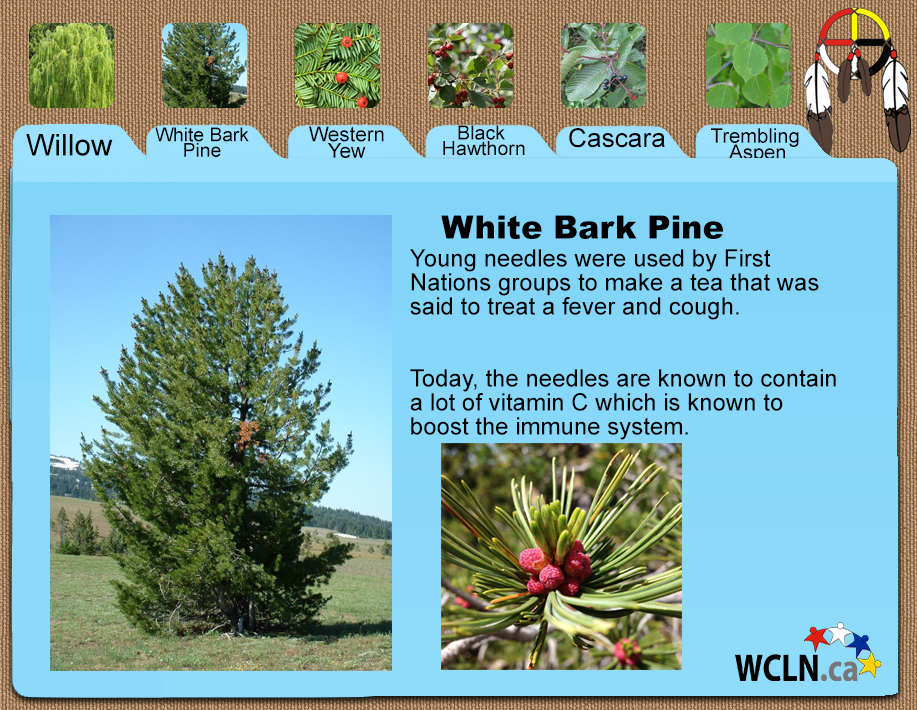 Willow
White Bark
Pine
Western
Yew
Black
Hawthorn
Cascara
Trembling
Aspen
White Bark Pine
Young needles were used by First
Nations groups to make a tea that was
said to treat a fever and cough.
Today, the needles are known to contain
a lot of vitamin C which is known to
boost the immune system.
WCLN.ca